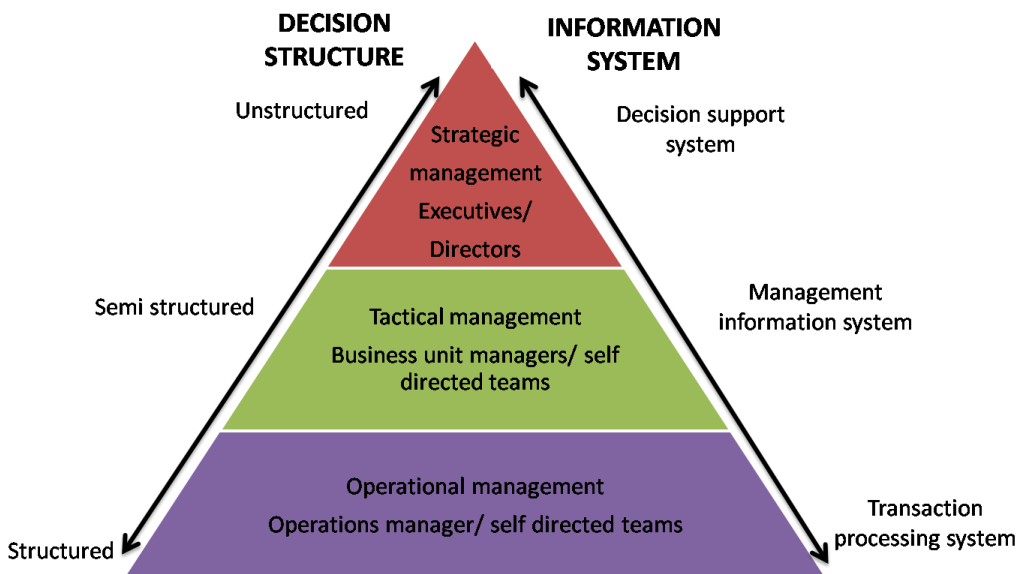 DECISION
STRUCTURE
INFORMATION
SYSTEM
Unstructured
Decision support
system
Strategic
management
Executives/
Directors
Semi structured
Management
information system
Tactical management
Business unit managers/ self
directed teams
Operational management
Operations manager/ self directed teams
Structured
Transaction
processing system